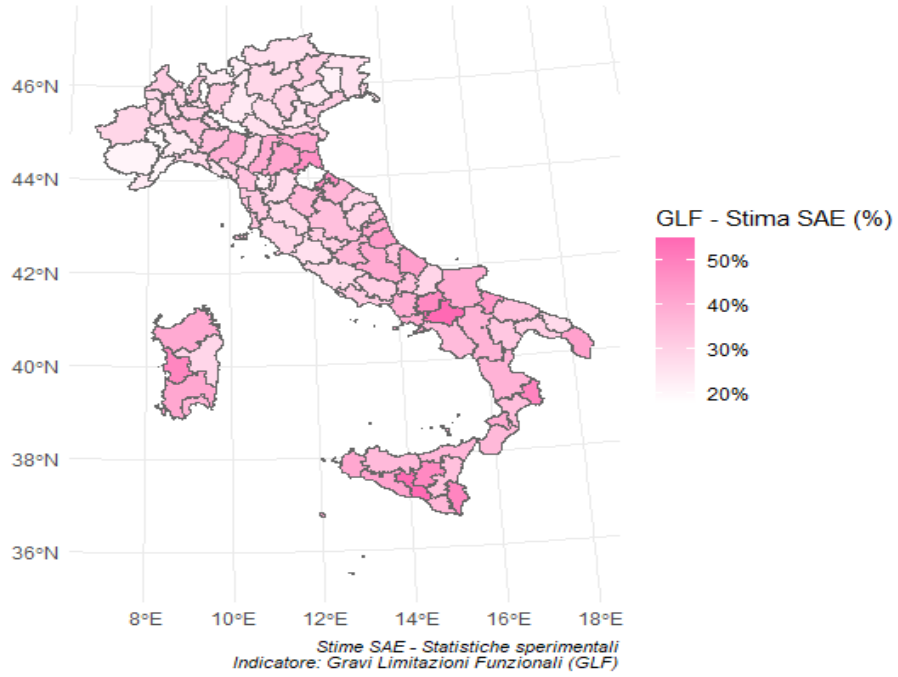 46°N
44°N
42°N
40°N
38°N
36°N
8°E 10°E 12°E 14°E 16°E 18°E
GLF - Stima SAE (%)
50%
40%
30%
20%
Stime SAE - Statistiche sperimentali
Indicatore: Gravi Limitazioni Funzionali (GLF)